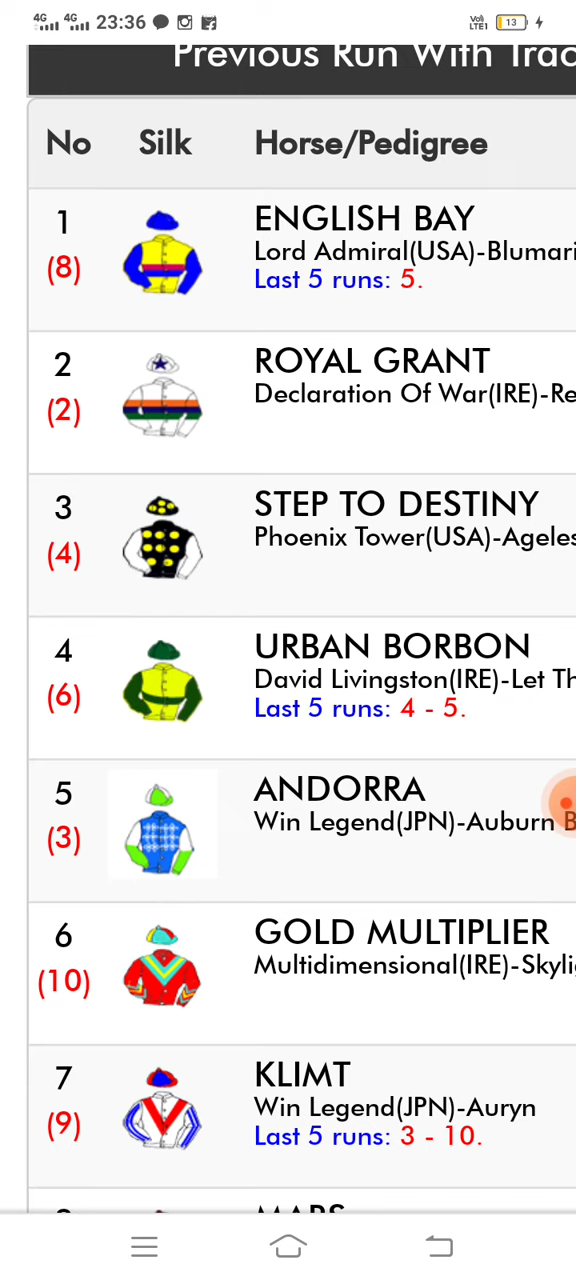 4G 4G 23:36 VoLTE1 13
Previous Run With Trac
No Silk Horse/Pedigree
1 ENGLISH BAY
(8) Lord Admiral(USA)-Blumari
Last 5 runs: 5.
2 ROYAL GRANT
(2) Declaration Of War(IRE)-Re
3 STEP TO DESTINY
(4) Phoenix Tower(USA)-Ageles
4 URBAN BORBON
(6) David Livingston(IRE)-Let Th
Last 5 runs: 4 - 5.
5 ANDORRA
(3) Win Legend(JPN)-Auburn B
6 GOLD MULTIPLIER
(10) Multidimensional(IRE)-Skylig
7 KLIMT
(9) Win Legend(JPN)-Auryn
Last 5 runs: 3 - 10.